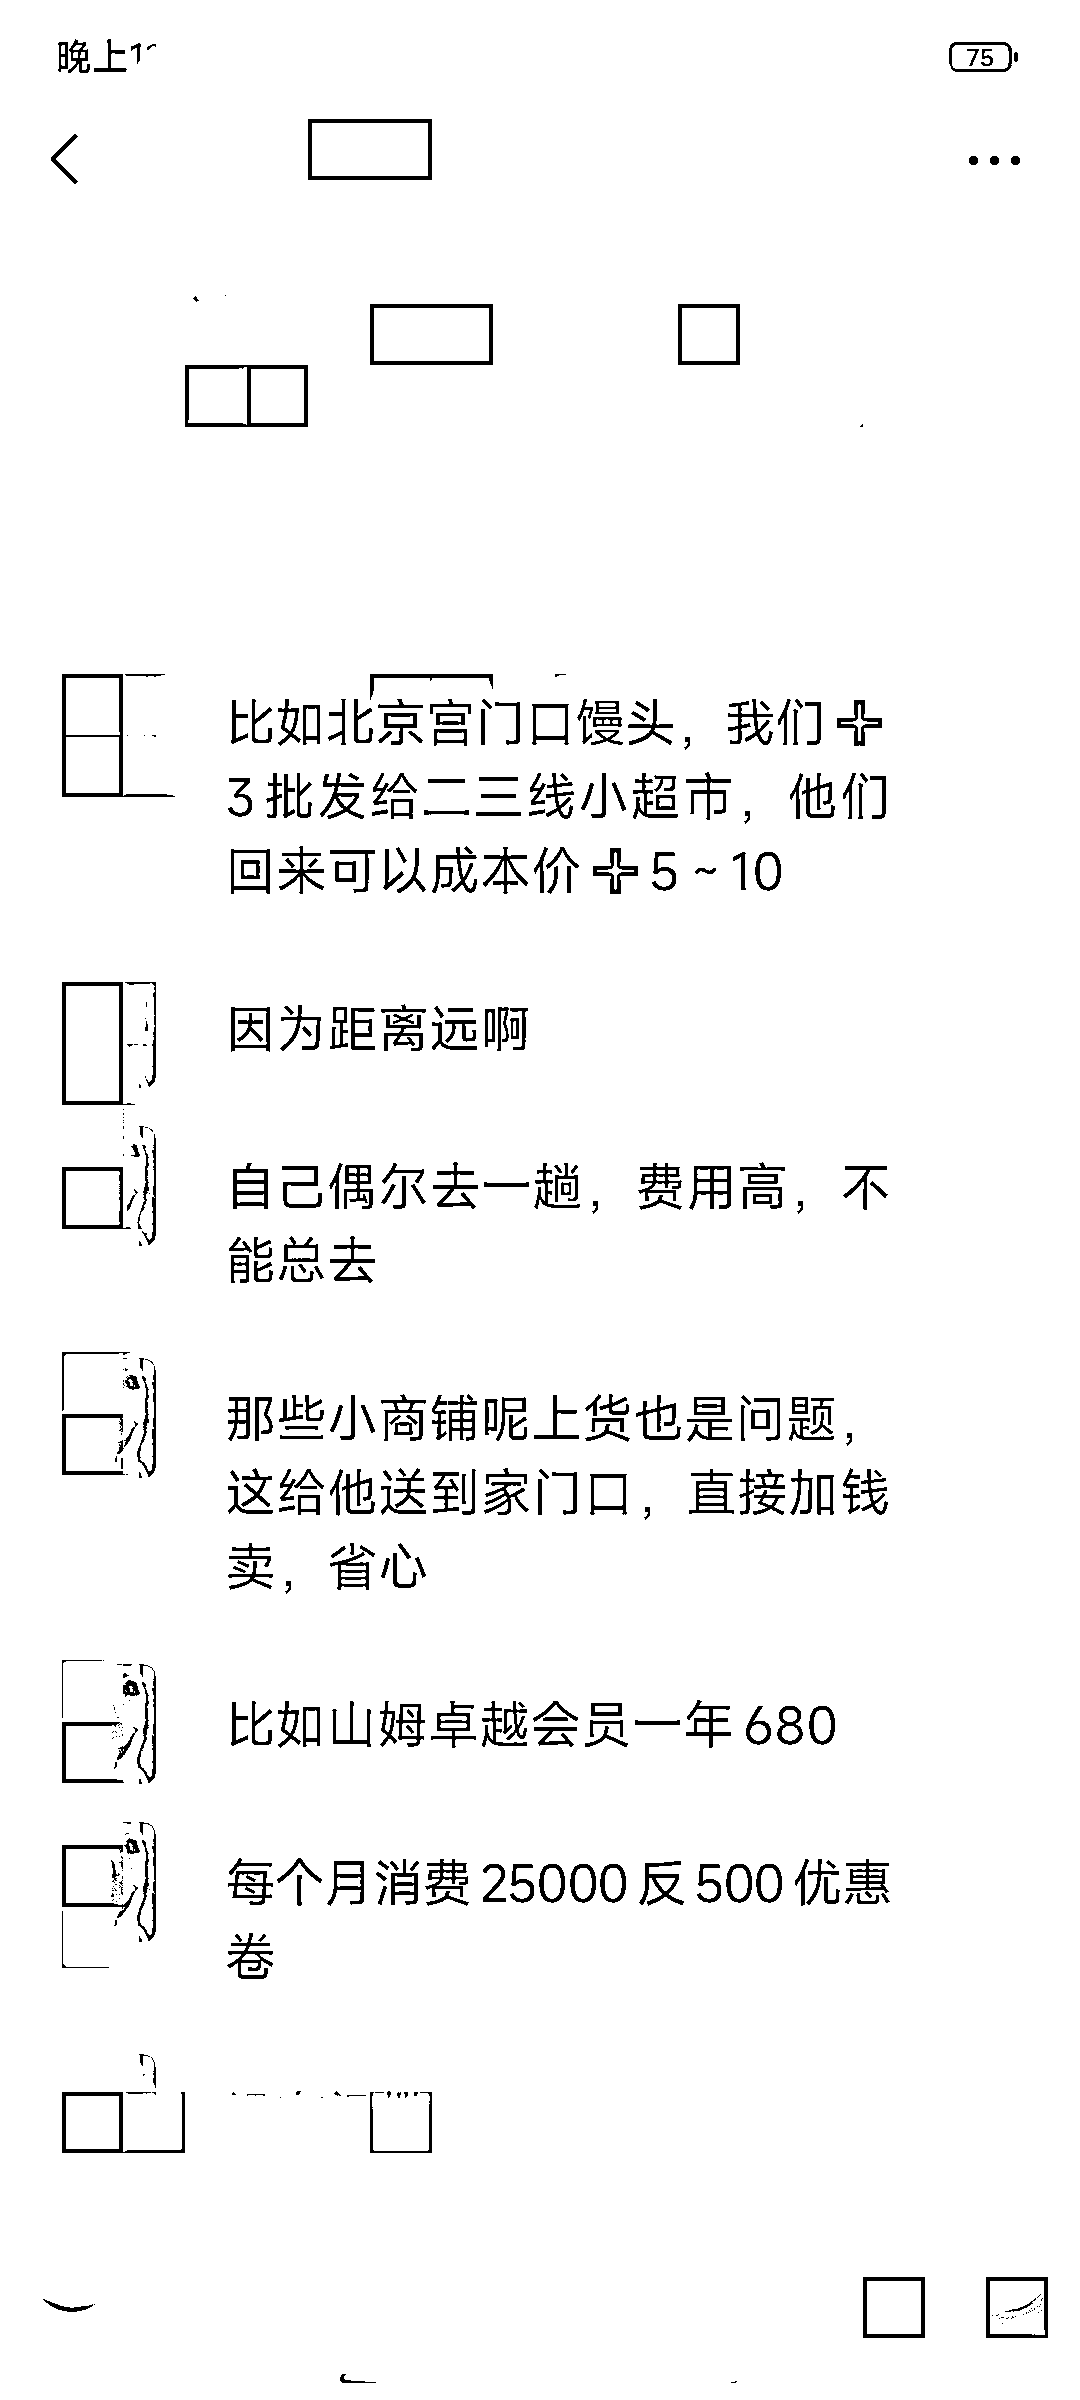 晚上
75
比如北京宫门口馒头，我们➕
3批发给二三线小超市，他们
回来可以成本价➕5~10
因为距离远啊
自己偶尔去一趟，费用高，不
能总去
那些小商铺呢上货也是问题，
这给他送到家门口，直接加钱
卖，省心
比如山姆卓越会员一年680
每个月消费25000反500优惠
卷